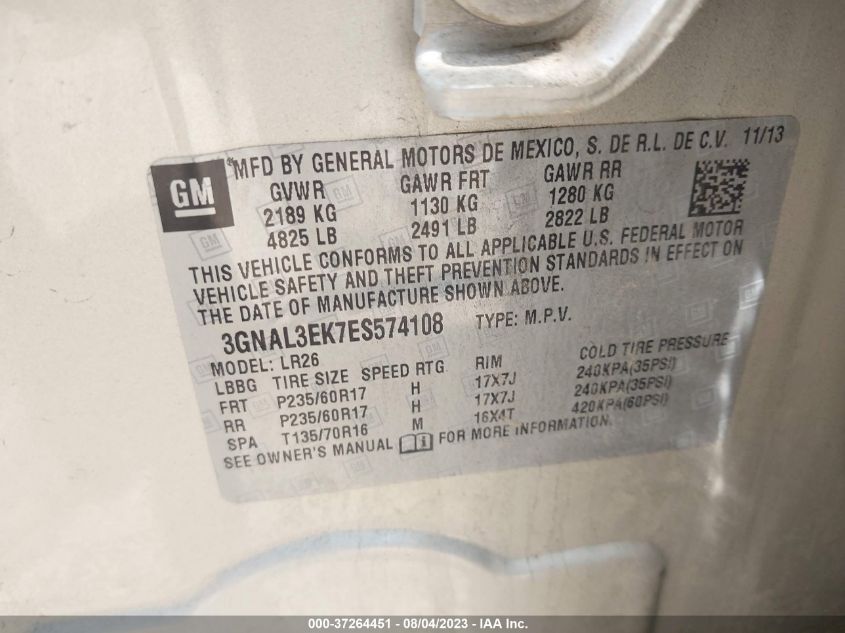 GM
MFD BY GENERAL MOTORS DE MEXICO, S. DE R.L. DE C.V. 11/13
GVWR GAWR FRT GAWR RR
2189 KG 1130 KG 1280 KG
4825 LB 2491 LB 2822 LB
THIS VEHICLE CONFORMS TO ALL APPLICABLE U.S. FEDERAL MOTOR
VEHICLE SAFETY AND THEFT PREVENTION STANDARDS IN EFFECT ON
THE DATE OF MANUFACTURE SHOWN ABOVE.
3GNAL3EK7ES574108 TYPE: M.P.V.
MODEL: LR26
LBBG TIRE SIZE SPEED RTG RIM COLD TIRE PRESSURE
FRT P235/60R17 H 17X7J 240KPA(35PSI)
RR P235/60R17 H 17X7J 240KPA(35PSI)
SPA T135/70R16 M 16X4T 420KPA(60PSI)
SEE OWNER'S MANUAL FOR MORE INFORMATION.
000-37264451 - 08/04/2023 - IAA Inc.